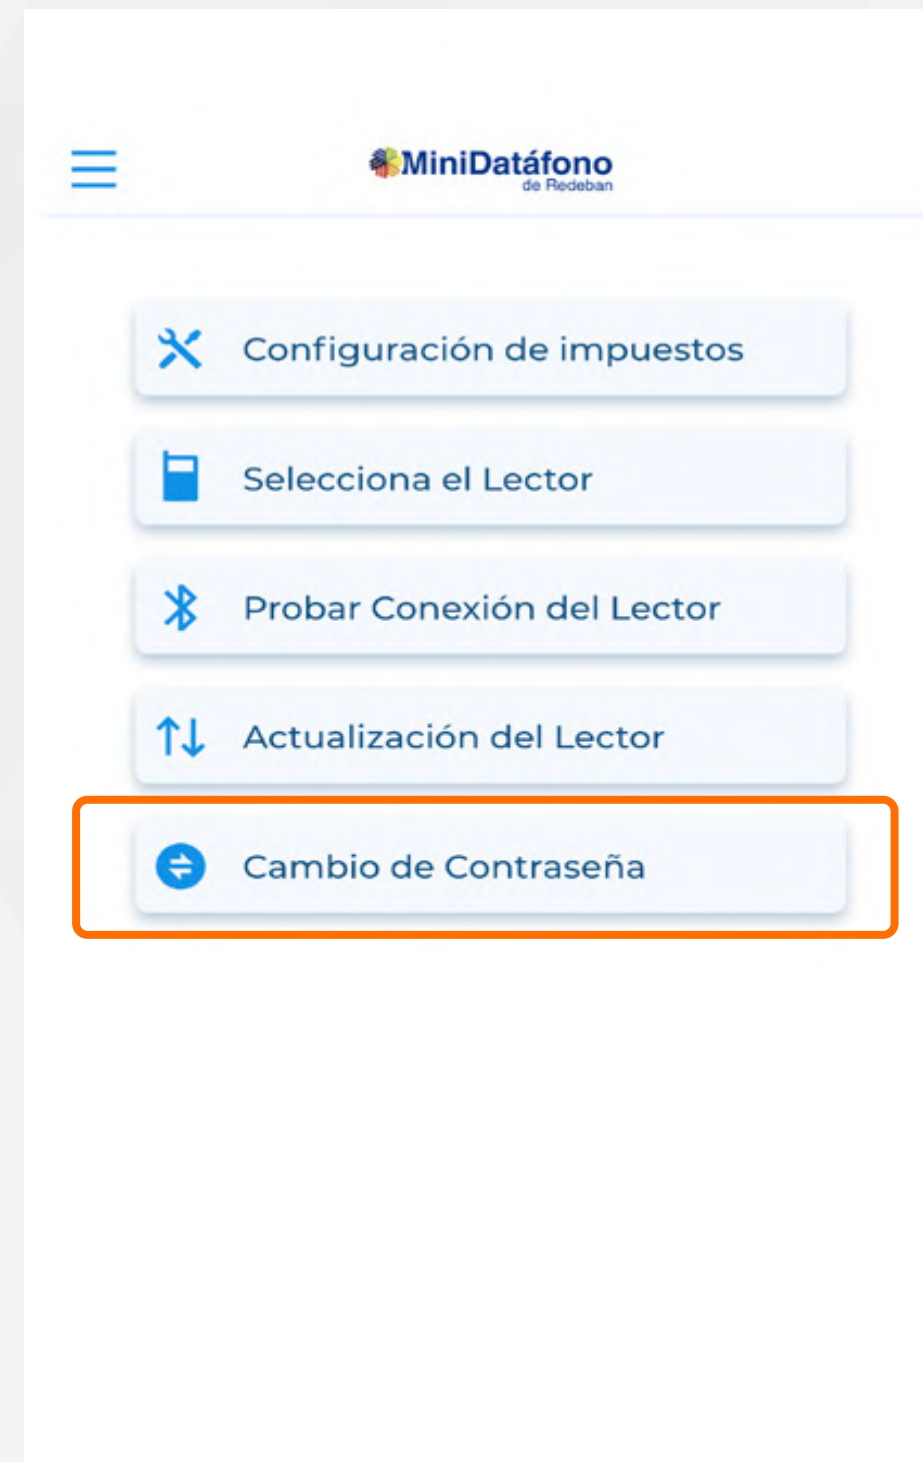 MiniDatáfono
de Redeban
Configuración de impuestos
Selecciona el Lector
Probar Conexión del Lector
Actualización del Lector
Cambio de Contraseña